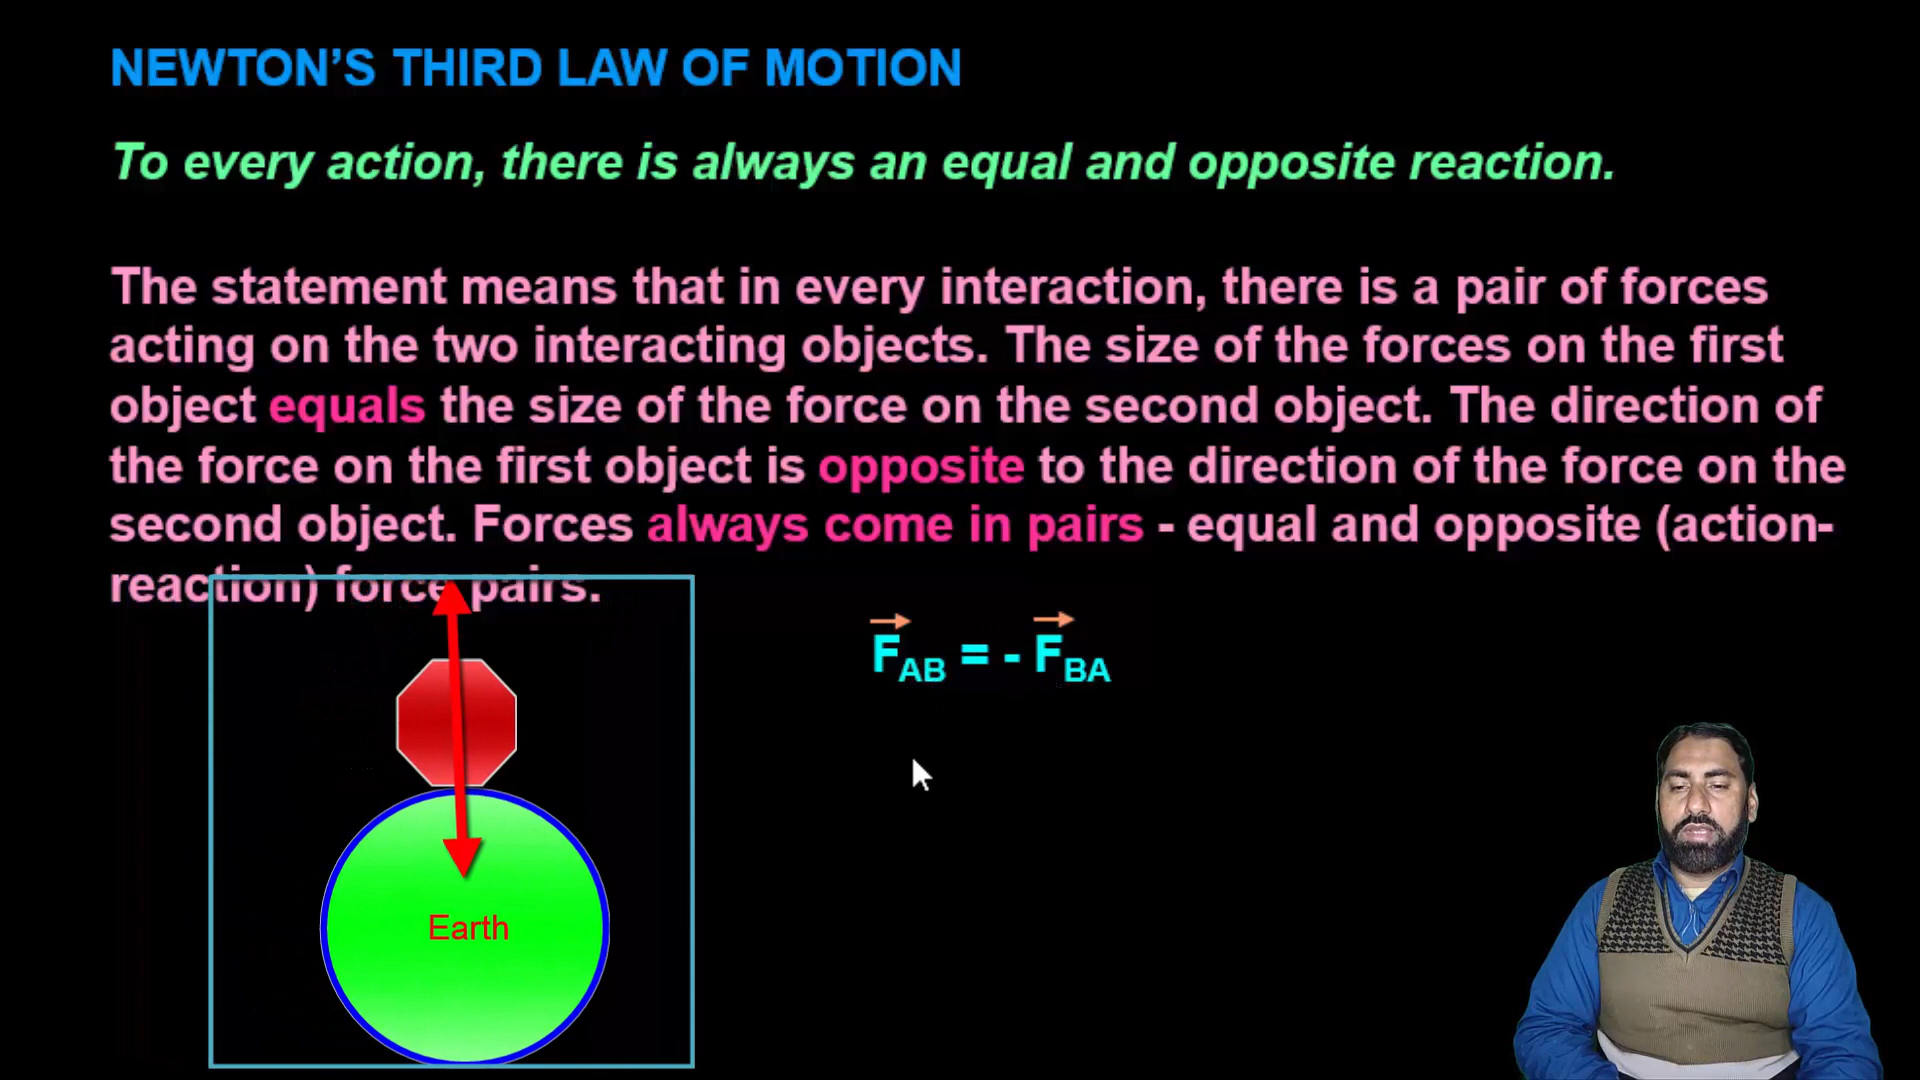 NEWTON’S THIRD LAW OF MOTION
To every action, there is always an equal and opposite reaction.
The statement means that in every interaction, there is a pair of forces
acting on the two interacting objects. The size of the forces on the first
object equals the size of the force on the second object. The direction of
the force on the first object is opposite to the direction of the force on the
second object. Forces always come in pairs - equal and opposite (action-
reaction) force pairs.
F⃗AB = - F⃗BA
Earth